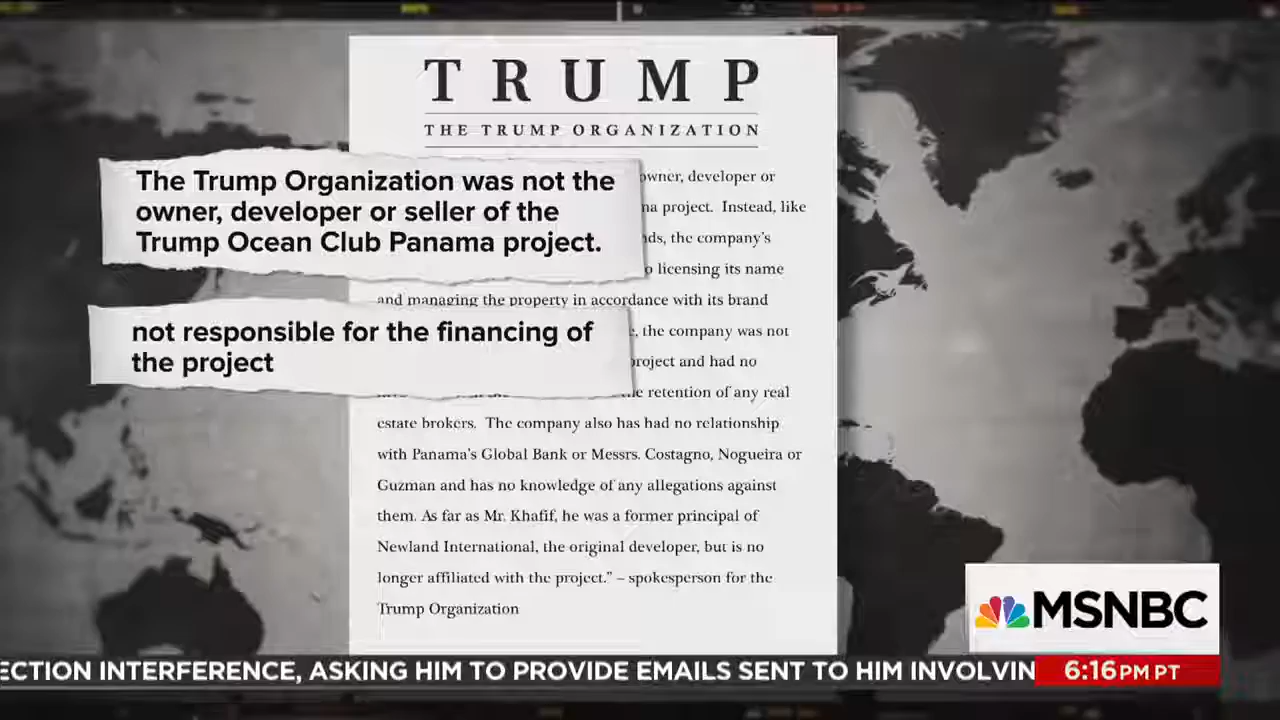 TRUMP
THE TRUMP ORGANIZATION
The Trump Organization was not the
owner, developer or seller of the
Trump Ocean Club Panama project.
not responsible for the financing of
the project
owner, developer or
project. Instead, like
the company's
licensing its name
and managing the property in accordance with its brand
the company was not
project and had no
retention of any real
estate brokers. The company also has had no relationship
with Panama's Global Bank or Messrs. Costagno, Nogueira or
Guzman and has no knowledge of any allegations against
them. As far as Mr. Khafif, he was a former principal of
Newland International, the original developer, but is no
longer affiliated with the project.” – spokesperson for the
Trump Organization
MSNBC
ECTION INTERFERENCE, ASKING HIM TO PROVIDE EMAILS SENT TO HIM INVOLVIN
6:16 PM PT